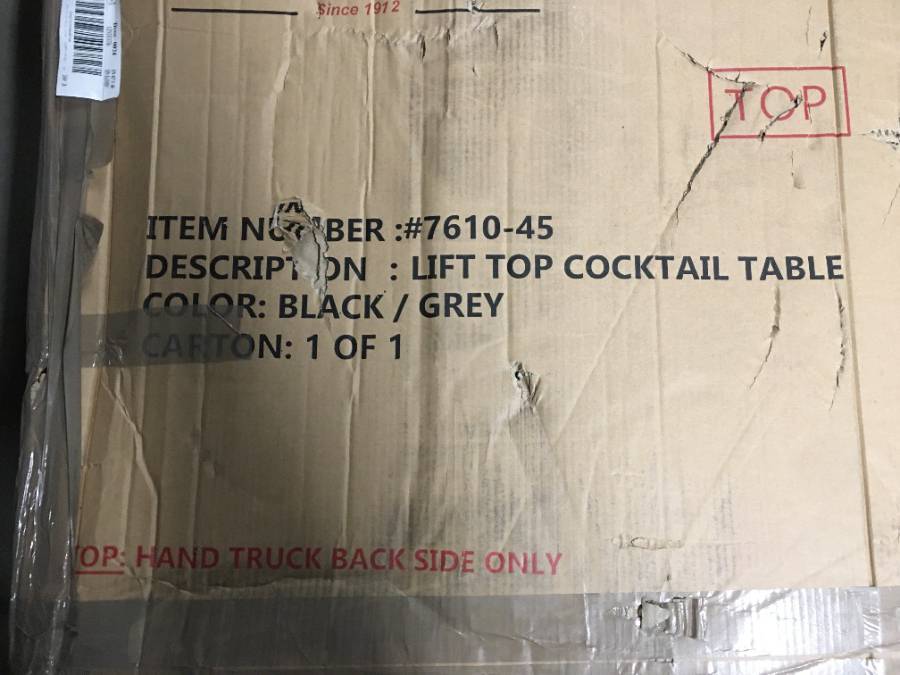 Since 1912
TOP
ITEM NUMBER :#7610-45
DESCRIPTION : LIFT TOP COCKTAIL TABLE
COLOR: BLACK / GREY
CARTON: 1 OF 1
OP: HAND TRUCK BACK SIDE ONLY